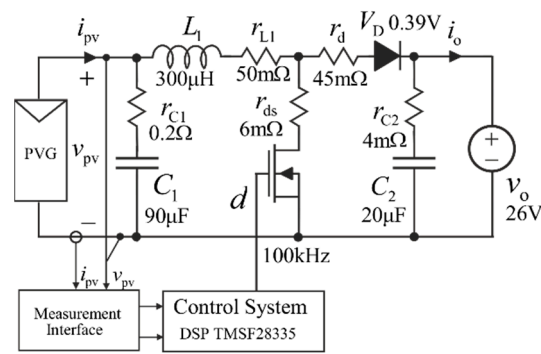 i_pv
L_1
300μH
r_L1
50mΩ
r_d
45mΩ
V_D 0.39V
i_o
+
r_C1
0.2Ω
r_ds
6mΩ
r_C2
4mΩ
PVG
v_pv
C_1
90μF
d
C_2
20μF
+
−
v_o
26V
−
100kHz
i_pv
v_pv
Measurement
Interface
Control System
DSP TMSF28335